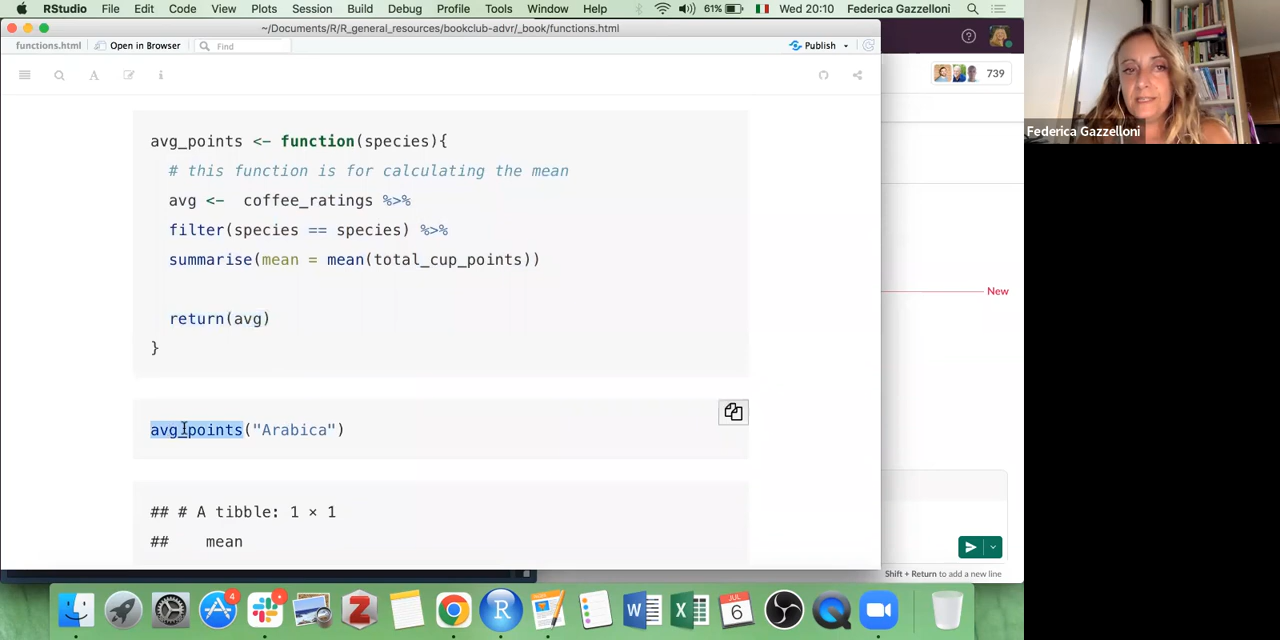 RStudio File Edit Code View Plots Session Build Debug Profile Tools Window Help 61% Wed 20:10 Federica Gazzelloni
~/Documents/R/R_general_resources/bookclub-advr/_book/functions.html
functions.html Open in Browser Find Publish
739
Federica Gazzelloni
avg_points <- function(species){
# this function is for calculating the mean
avg <- coffee_ratings %>%
filter(species == species) %>%
summarise(mean = mean(total_cup_points))
New
return(avg)
}
avg_points("Arabica")
## # A tibble: 1 × 1
## mean
Shift + Return to add a new line
4
JUL
6